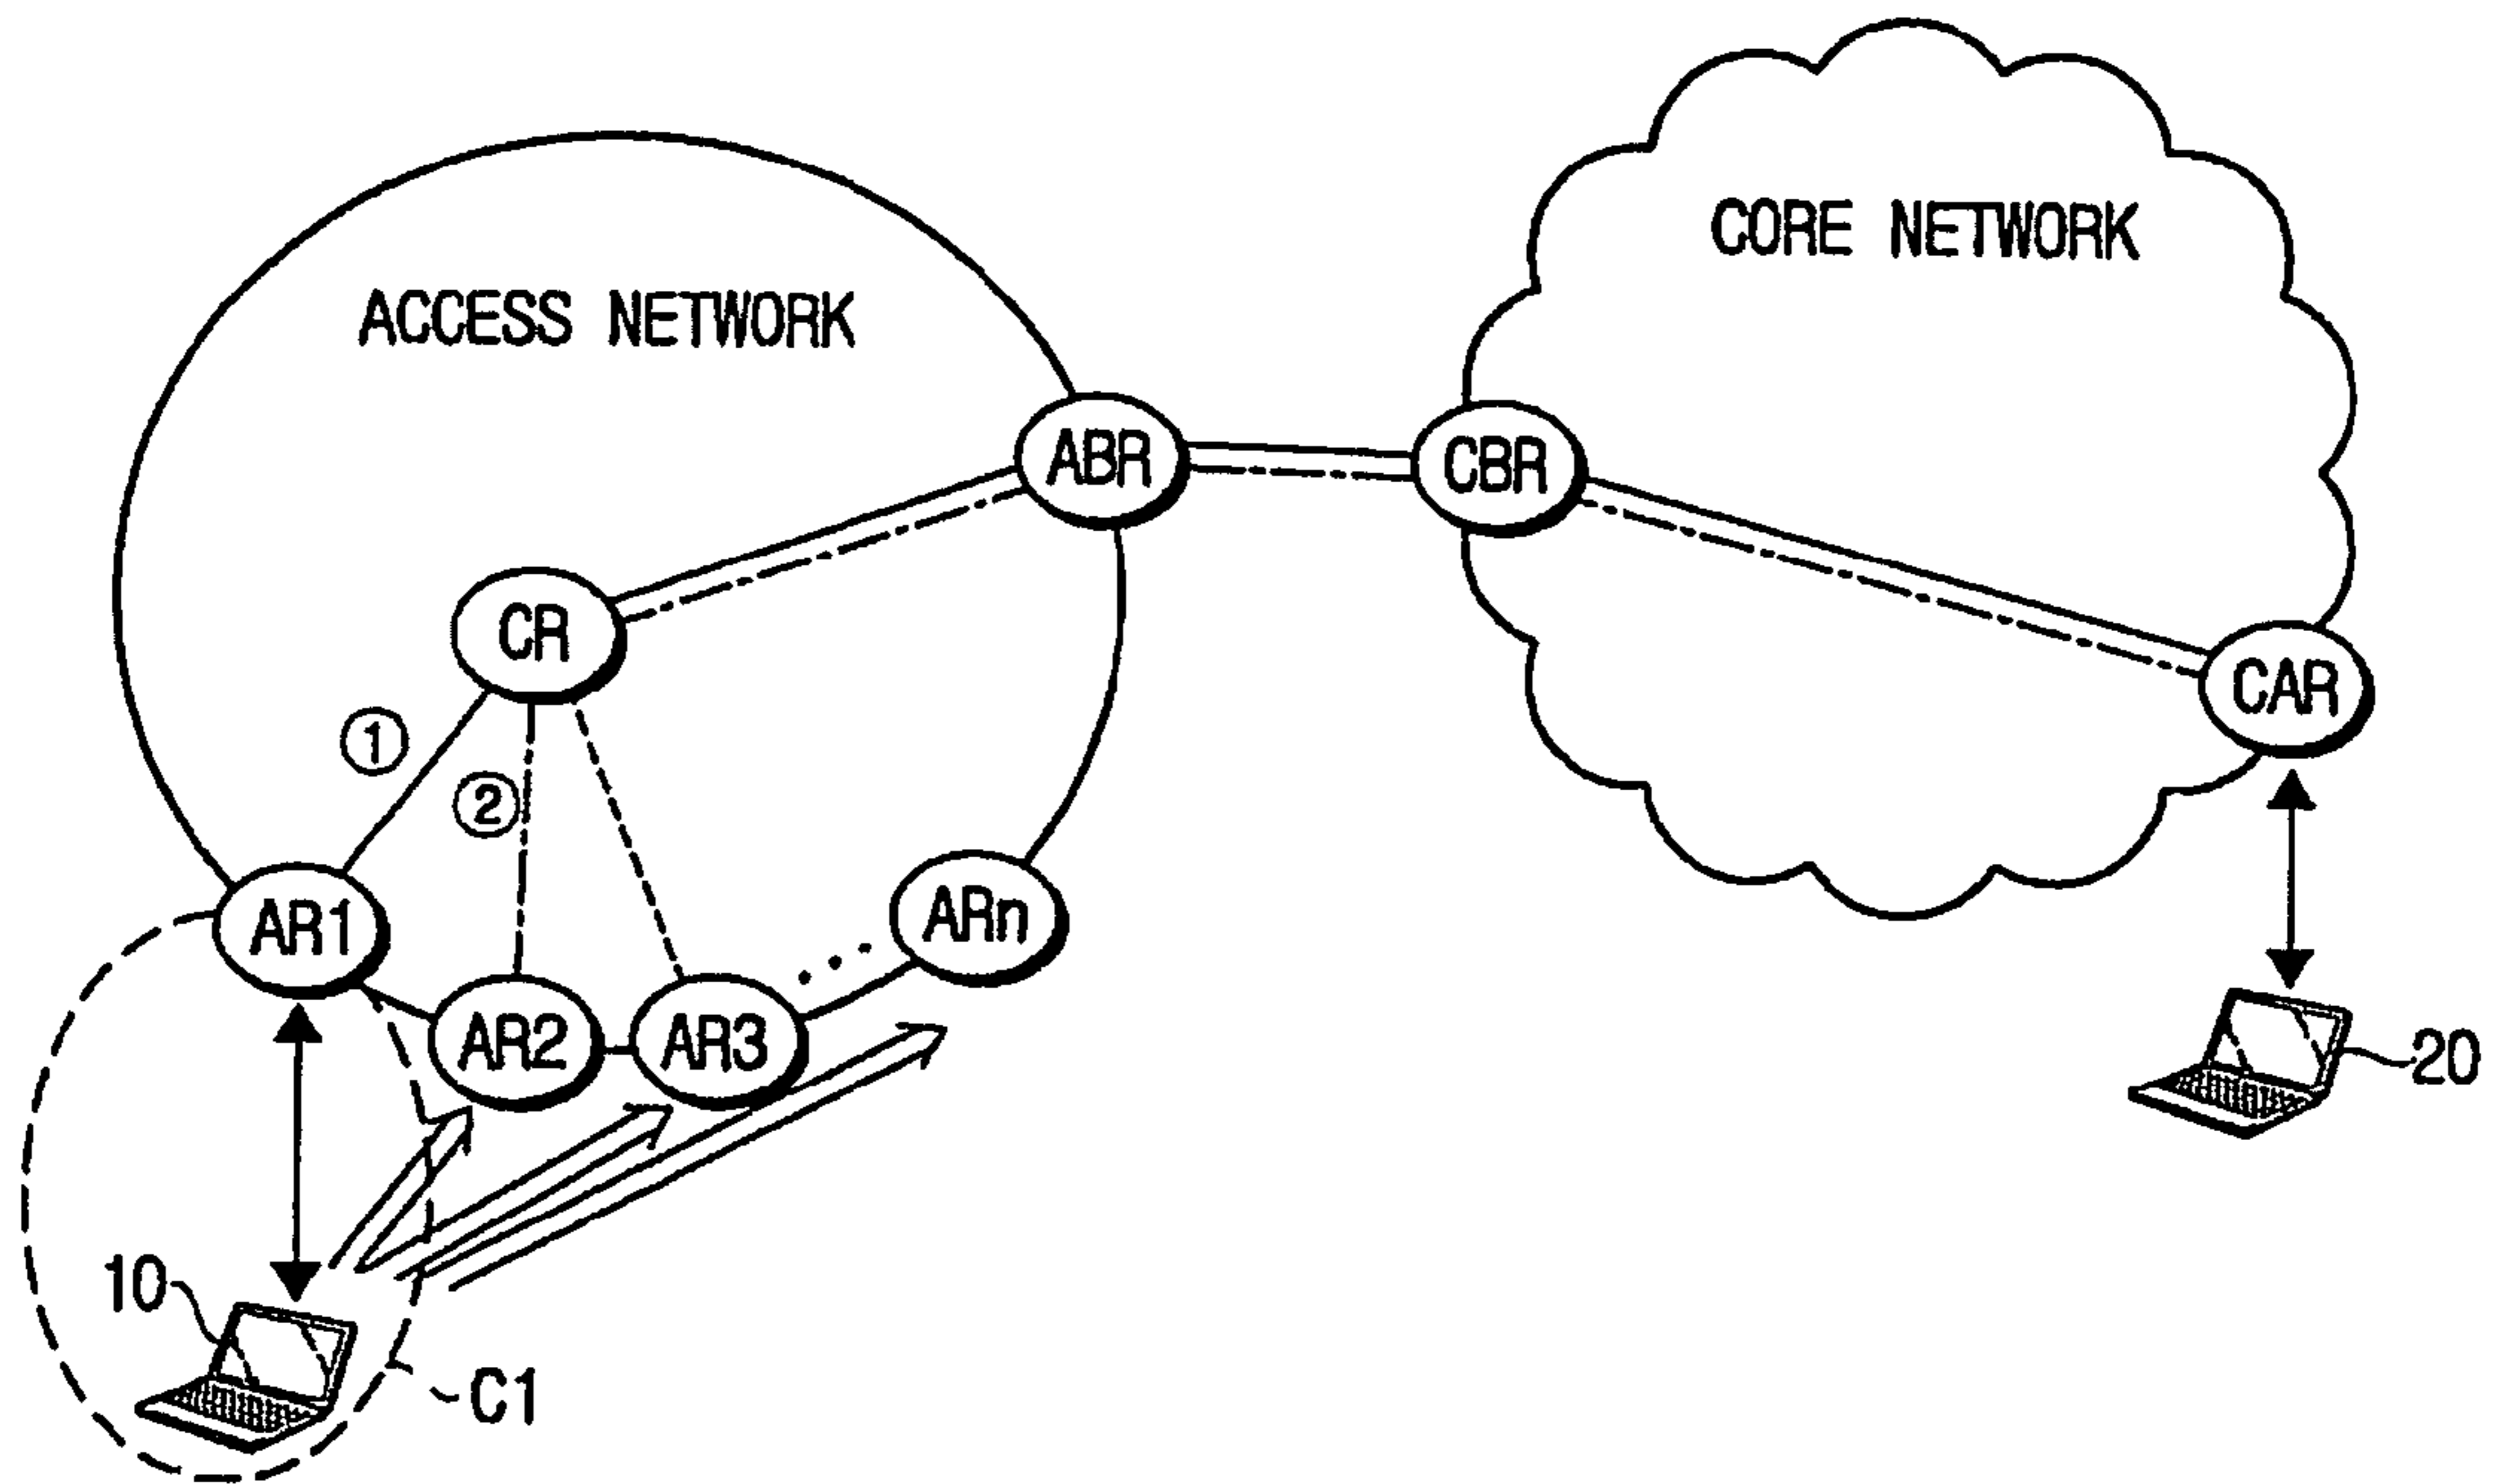 CORE NETWORK
ACCESS NETWORK
ABR
CBR
CR
CAR
①
②
AR1
ARn
AR2
AR3
20
10
C1